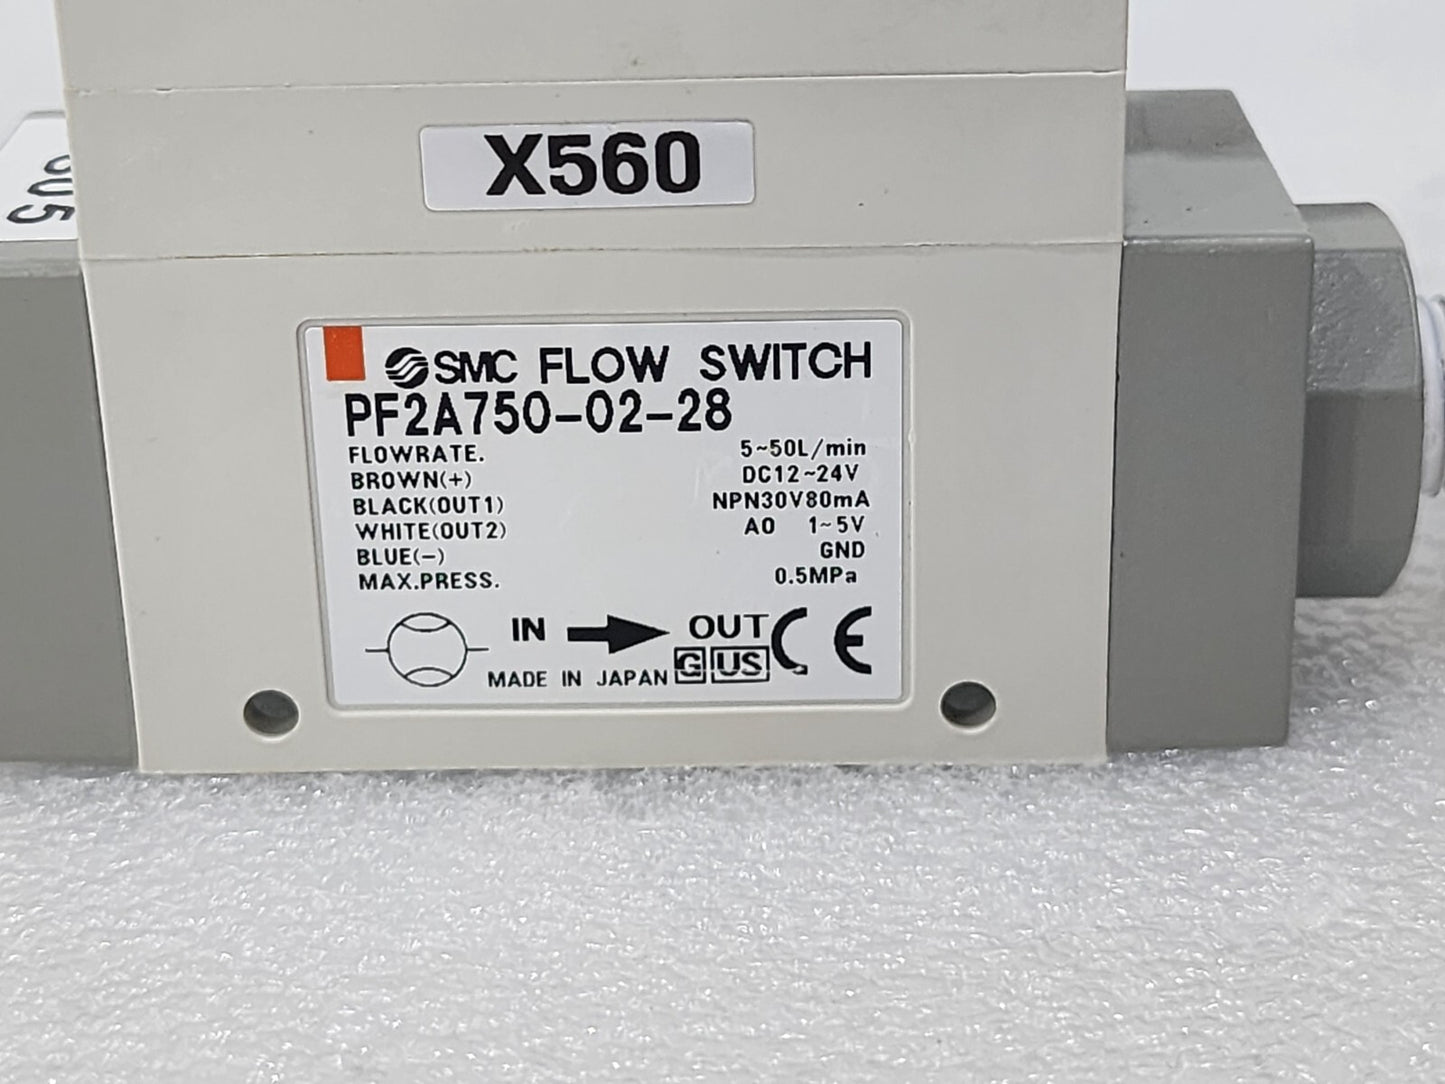 X560
605
SMC FLOW SWITCH
PF2A750-02-28
FLOWRATE. 5~50L/min
BROWN(+) DC12~24V
BLACK(OUT1) NPN30V80mA
WHITE(OUT2) AO 1~5V
BLUE(-) GND
MAX.PRESS. 0.5MPa
IN OUT
MADE IN JAPAN G US CE